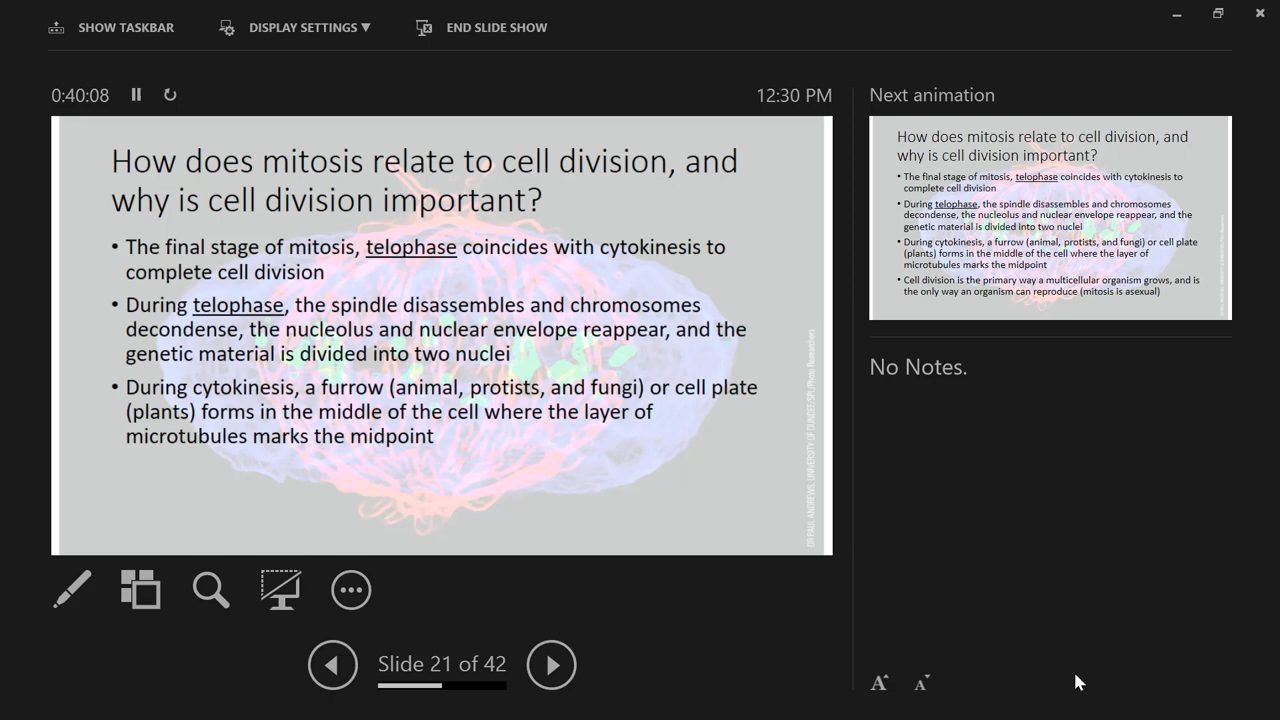 SHOW TASKBAR
DISPLAY SETTINGS ▼
END SLIDE SHOW
0:40:08
12:30 PM
How does mitosis relate to cell division, and
why is cell division important?
• The final stage of mitosis, telophase coincides with cytokinesis to
complete cell division
• During telophase, the spindle disassembles and chromosomes
decondense, the nucleolus and nuclear envelope reappear, and the
genetic material is divided into two nuclei
• During cytokinesis, a furrow (animal, protists, and fungi) or cell plate
(plants) forms in the middle of the cell where the layer of
microtubules marks the midpoint
DR PAUL ANDREWS, UNIVERSITY OF DUNDEE/SPL/Photo Researchers
Slide 21 of 42
Next animation
How does mitosis relate to cell division, and
why is cell division important?
• The final stage of mitosis, telophase coincides with cytokinesis to
complete cell division
• During telophase, the spindle disassembles and chromosomes
decondense, the nucleolus and nuclear envelope reappear, and the
genetic material is divided into two nuclei
• During cytokinesis, a furrow (animal, protists, and fungi) or cell plate
(plants) forms in the middle of the cell where the layer of
microtubules marks the midpoint
• Cell division is the primary way a multicellular organism grows, and is
the only way an organism can reproduce (mitosis is asexual)
No Notes.
A A